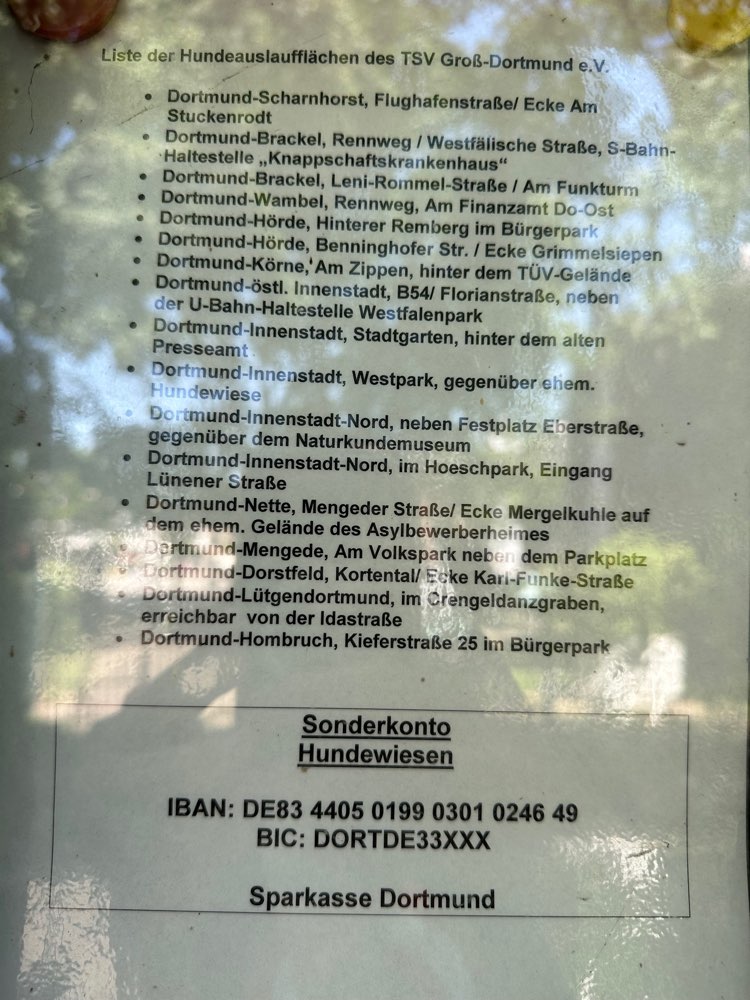 Liste der Hundeauslaufflächen des TSV Groß-Dortmund e.V.
• Dortmund-Scharnhorst, Flughafenstraße/ Ecke Am
Stuckenrodt
• Dortmund-Brackel, Rennweg / Westfälische Straße, S-Bahn-
Haltestelle „Knappschaftskrankenhaus“
• Dortmund-Brackel, Leni-Rommel-Straße / Am Funkturm
• Dortmund-Wambel, Rennweg, Am Finanzamt Do-Ost
• Dortmund-Hörde, Hinterer Remberg im Bürgerpark
• Dortmund-Hörde, Benninghofer Str. / Ecke Grimmelsiepen
• Dortmund-Körne, Am Zippen, hinter dem TÜV-Gelände
• Dortmund-östl. Innenstadt, B54/ Florianstraße, neben
der U-Bahn-Haltestelle Westfalenpark
• Dortmund-Innenstadt, Stadtgarten, hinter dem alten
Presseamt
• Dortmund-Innenstadt, Westpark, gegenüber ehem.
Hundewiese
• Dortmund-Innenstadt-Nord, neben Festplatz Eberstraße,
gegenüber dem Naturkundemuseum
• Dortmund-Innenstadt-Nord, im Hoeschpark, Eingang
Lünener Straße
• Dortmund-Nette, Mengeder Straße/ Ecke Mergelkuhle auf
dem ehem. Gelände des Asylbewerberheimes
• Dortmund-Mengede, Am Volkspark neben dem Parkplatz
• Dortmund-Dorstfeld, Kortental/ Ecke Karl-Funke-Straße
• Dortmund-Lütgendortmund, im Crengeldanzgraben,
erreichbar von der Idastraße
• Dortmund-Hombruch, Kieferstraße 25 im Bürgerpark
Sonderkonto
Hundewiesen
IBAN: DE83 4405 0199 0301 0246 49
BIC: DORTDE33XXX
Sparkasse Dortmund